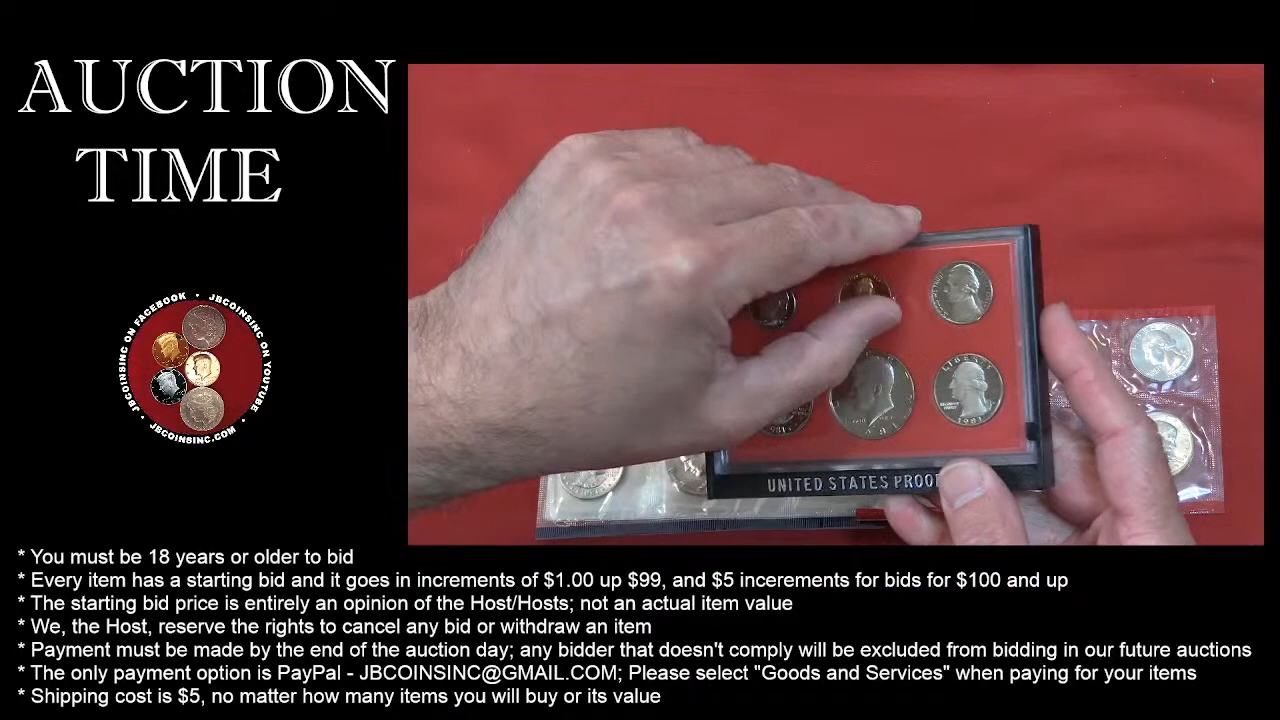 AUCTION
TIME
JBCOINSINC ON FACEBOOK • JBCOINSINC ON YOUTUBE • JBCOINSINC.COM •
LIBERTY
1981
UNITED STATES PROO
* You must be 18 years or older to bid
* Every item has a starting bid and it goes in increments of $1.00 up $99, and $5 incerements for bids for $100 and up
* The starting bid price is entirely an opinion of the Host/Hosts; not an actual item value
* We, the Host, reserve the rights to cancel any bid or withdraw an item
* Payment must be made by the end of the auction day; any bidder that doesn't comply will be excluded from bidding in our future auctions
* The only payment option is PayPal - JBCOINSINC@GMAIL.COM; Please select "Goods and Services" when paying for your items
* Shipping cost is $5, no matter how many items you will buy or its value